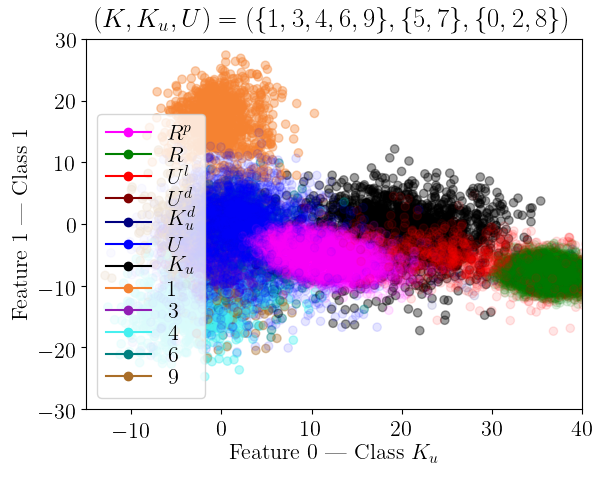 (K, K_u, U) = ({1, 3, 4, 6, 9}, {5, 7}, {0, 2, 8})
30
20
10
0
−10
−20
−30
Feature 1 — Class 1
R^p
R
U^l
U^d
K_u^d
U
K_u
1
3
4
6
9
−10 0 10 20 30 40
Feature 0 — Class K_u